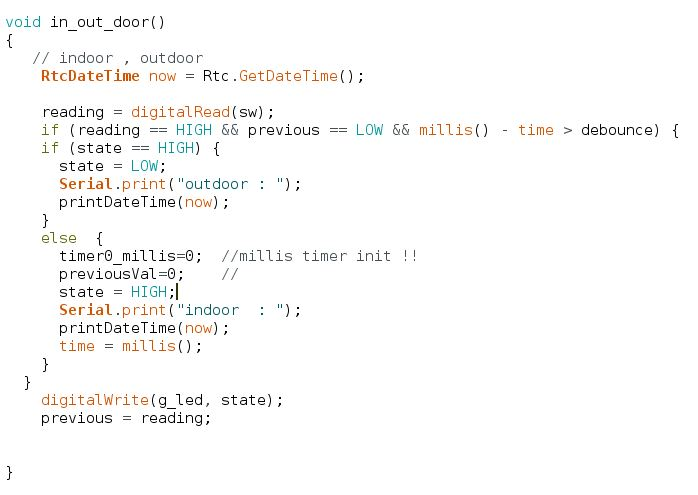 void in_out_door()
{
   // indoor , outdoor
    RtcDateTime now = Rtc.GetDateTime();

    reading = digitalRead(sw);
    if (reading == HIGH && previous == LOW && millis() - time > debounce) {
    if (state == HIGH) {
      state = LOW;
      Serial.print("outdoor : ");
      printDateTime(now);
    }
    else  {
      timer0_millis=0;  //millis timer init !!
      previousVal=0;    //
      state = HIGH;
      Serial.print("indoor  : ");
      printDateTime(now);
      time = millis();
    }
  }
    digitalWrite(g_led, state);
    previous = reading;


}